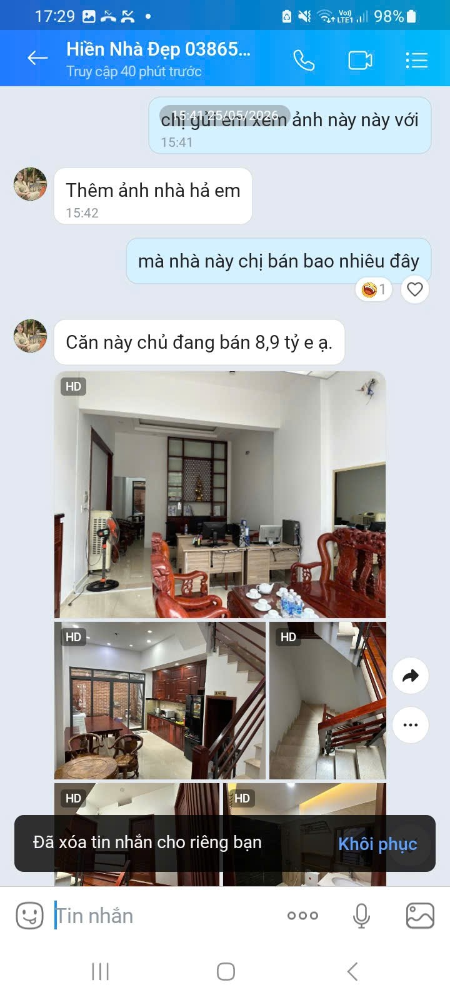 17:29
Vo))
LTE1
98%
Hiền Nhà Đẹp 03865...
Truy cập 40 phút trước
15:41 25/05/2026
chị gửi em xem ảnh này này với
15:41
Thêm ảnh nhà hả em
15:42
mà nhà này chị bán bao nhiêu đây
1
Căn này chủ đang bán 8,9 tỷ e ạ.
HD
HD
HD
HD
HD
Đã xóa tin nhắn cho riêng bạn
Khôi phục
Tin nhắn